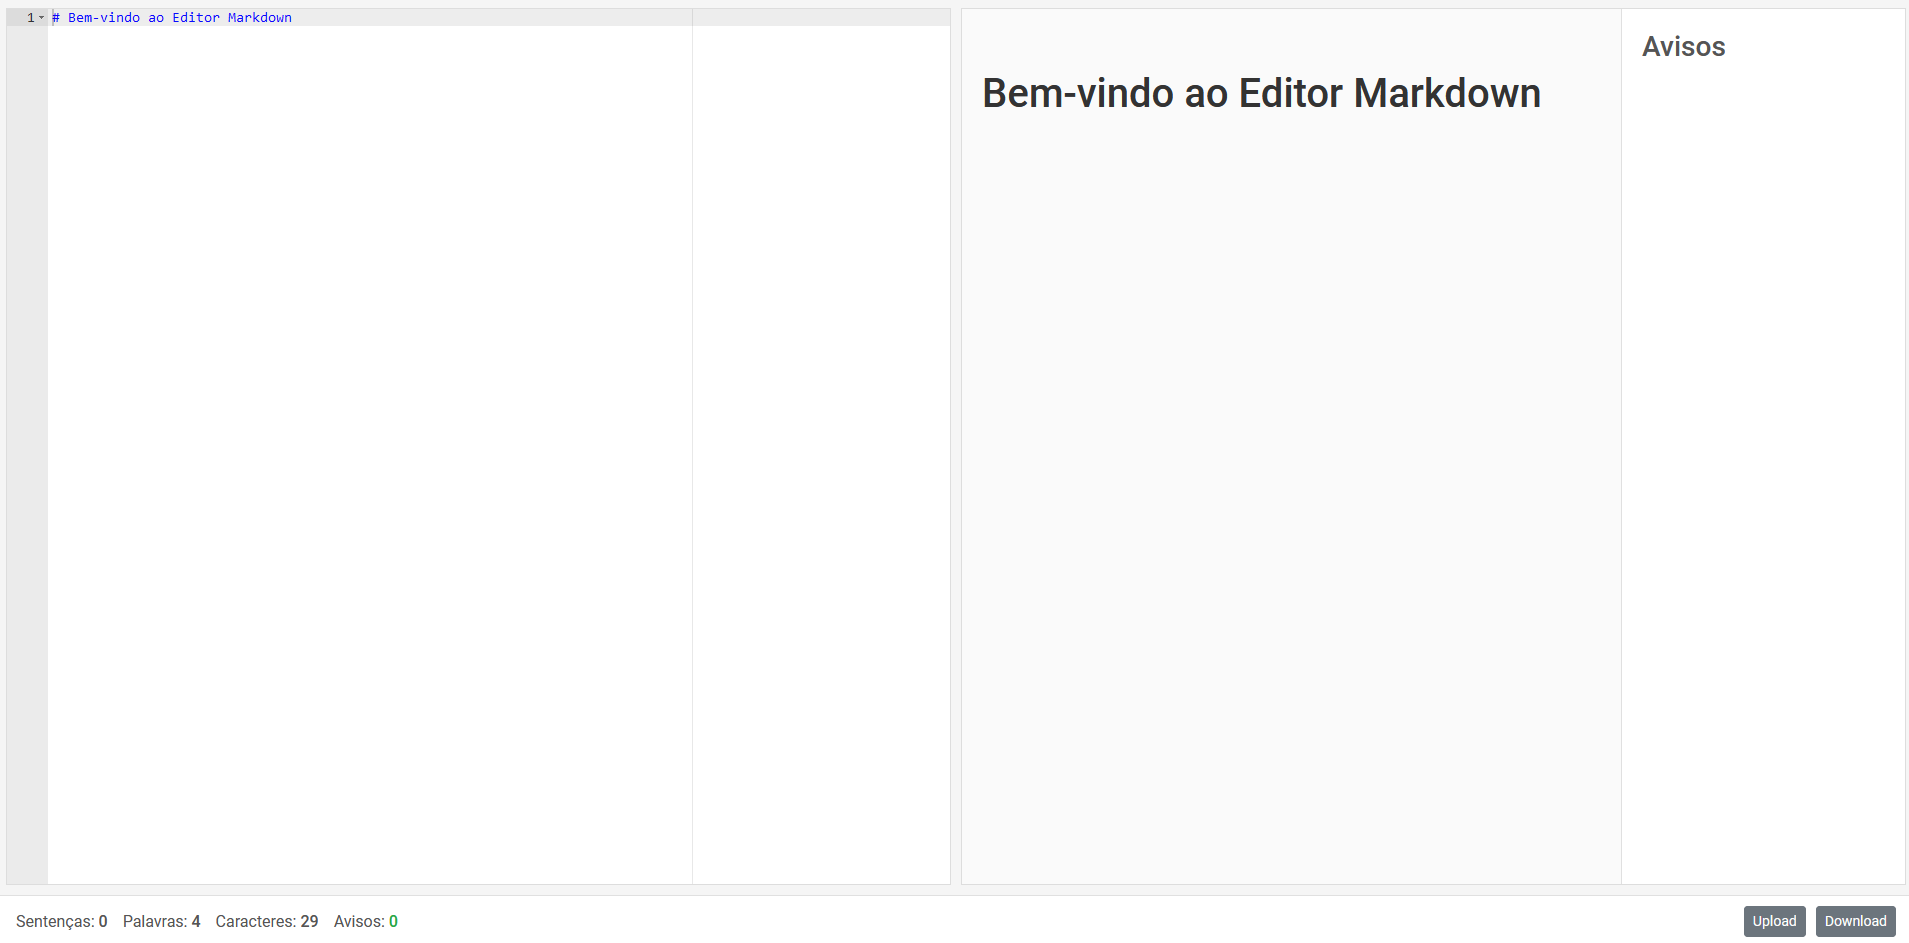 1 # Bem-vindo ao Editor Markdown
Bem-vindo ao Editor Markdown
Avisos
Sentenças: 0 Palavras: 4 Caracteres: 29 Avisos: 0
Upload Download